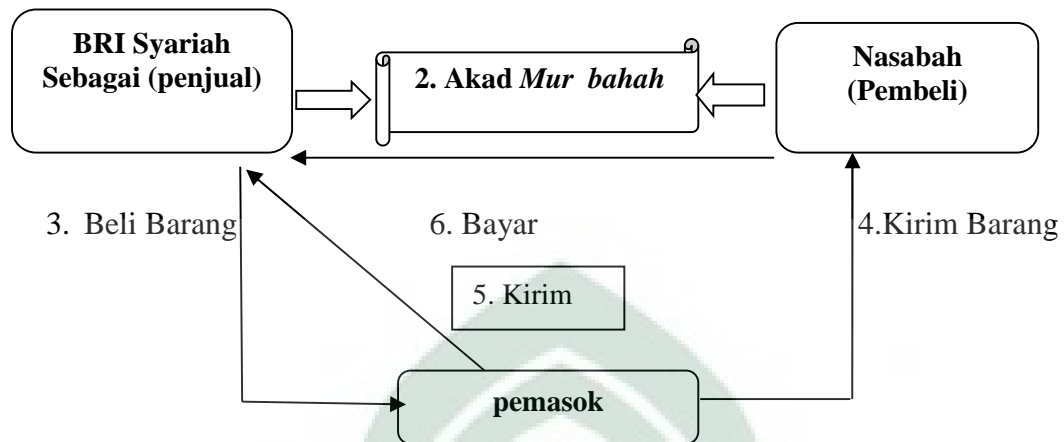 BRI Syariah
Sebagai (penjual)
2. Akad Mur bahah
Nasabah
(Pembeli)
3. Beli Barang
6. Bayar
4.Kirim Barang
5. Kirim
pemasok